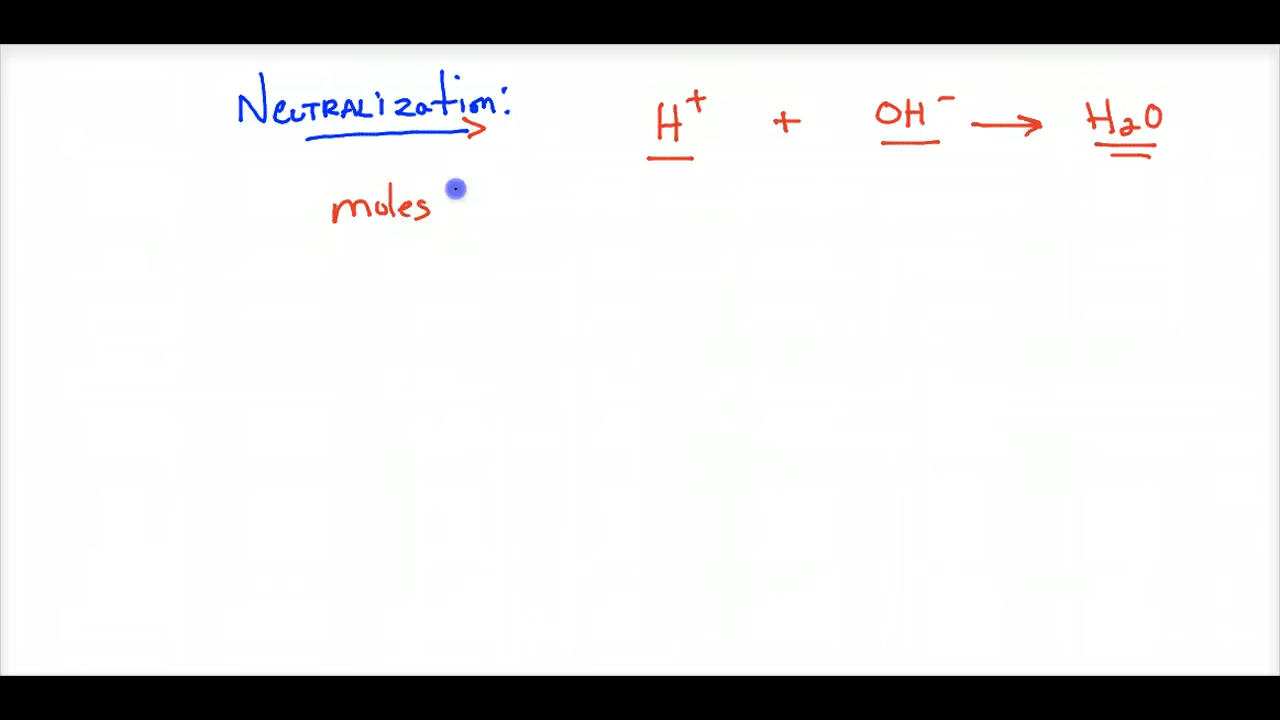 Neutralization: H⁺ + OH⁻ → H₂O
moles